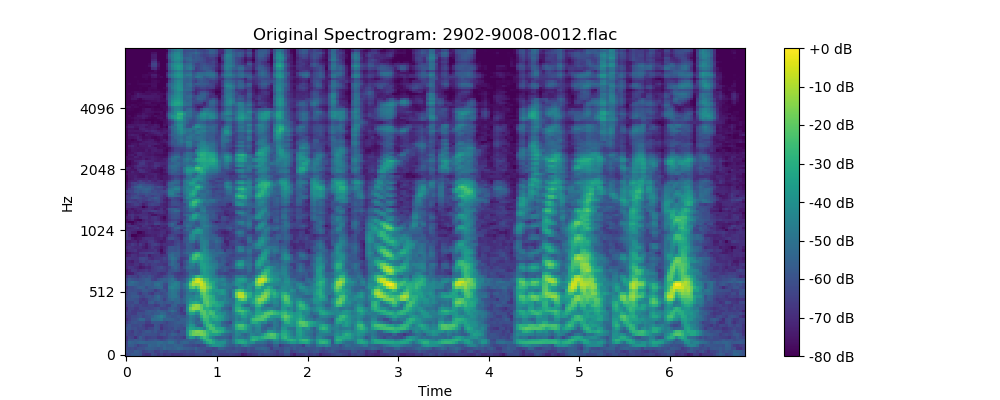 Original Spectrogram: 2902-9008-0012.flac
Hz
4096
2048
1024
512
0
0 1 2 3 4 5 6
Time
+0 dB
-10 dB
-20 dB
-30 dB
-40 dB
-50 dB
-60 dB
-70 dB
-80 dB